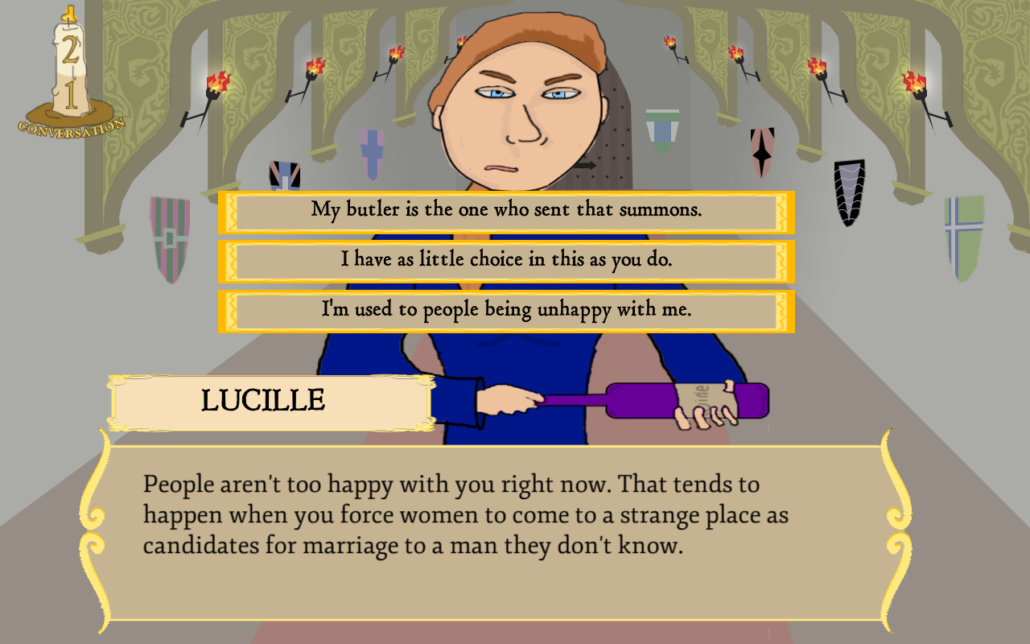 2
1
CONVERSATION
My butler is the one who sent that summons.
I have as little choice in this as you do.
I'm used to people being unhappy with me.
LUCILLE
People aren't too happy with you right now. That tends to
happen when you force women to come to a strange place as
candidates for marriage to a man they don't know.